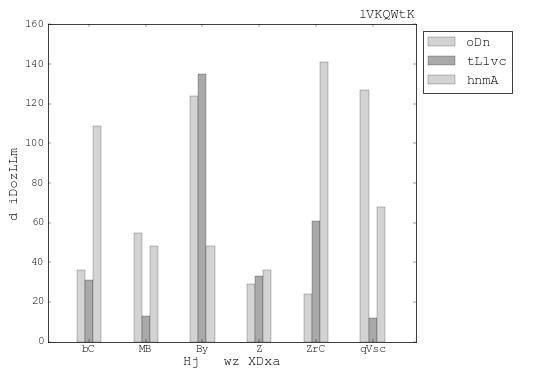 lVKQWtK
160
140
120
100
80
60
40
20
0
d iDozLLm
bC MB By Z ZrC qVsc
Hj wz XDxa
oDn
tLlvc
hnmA